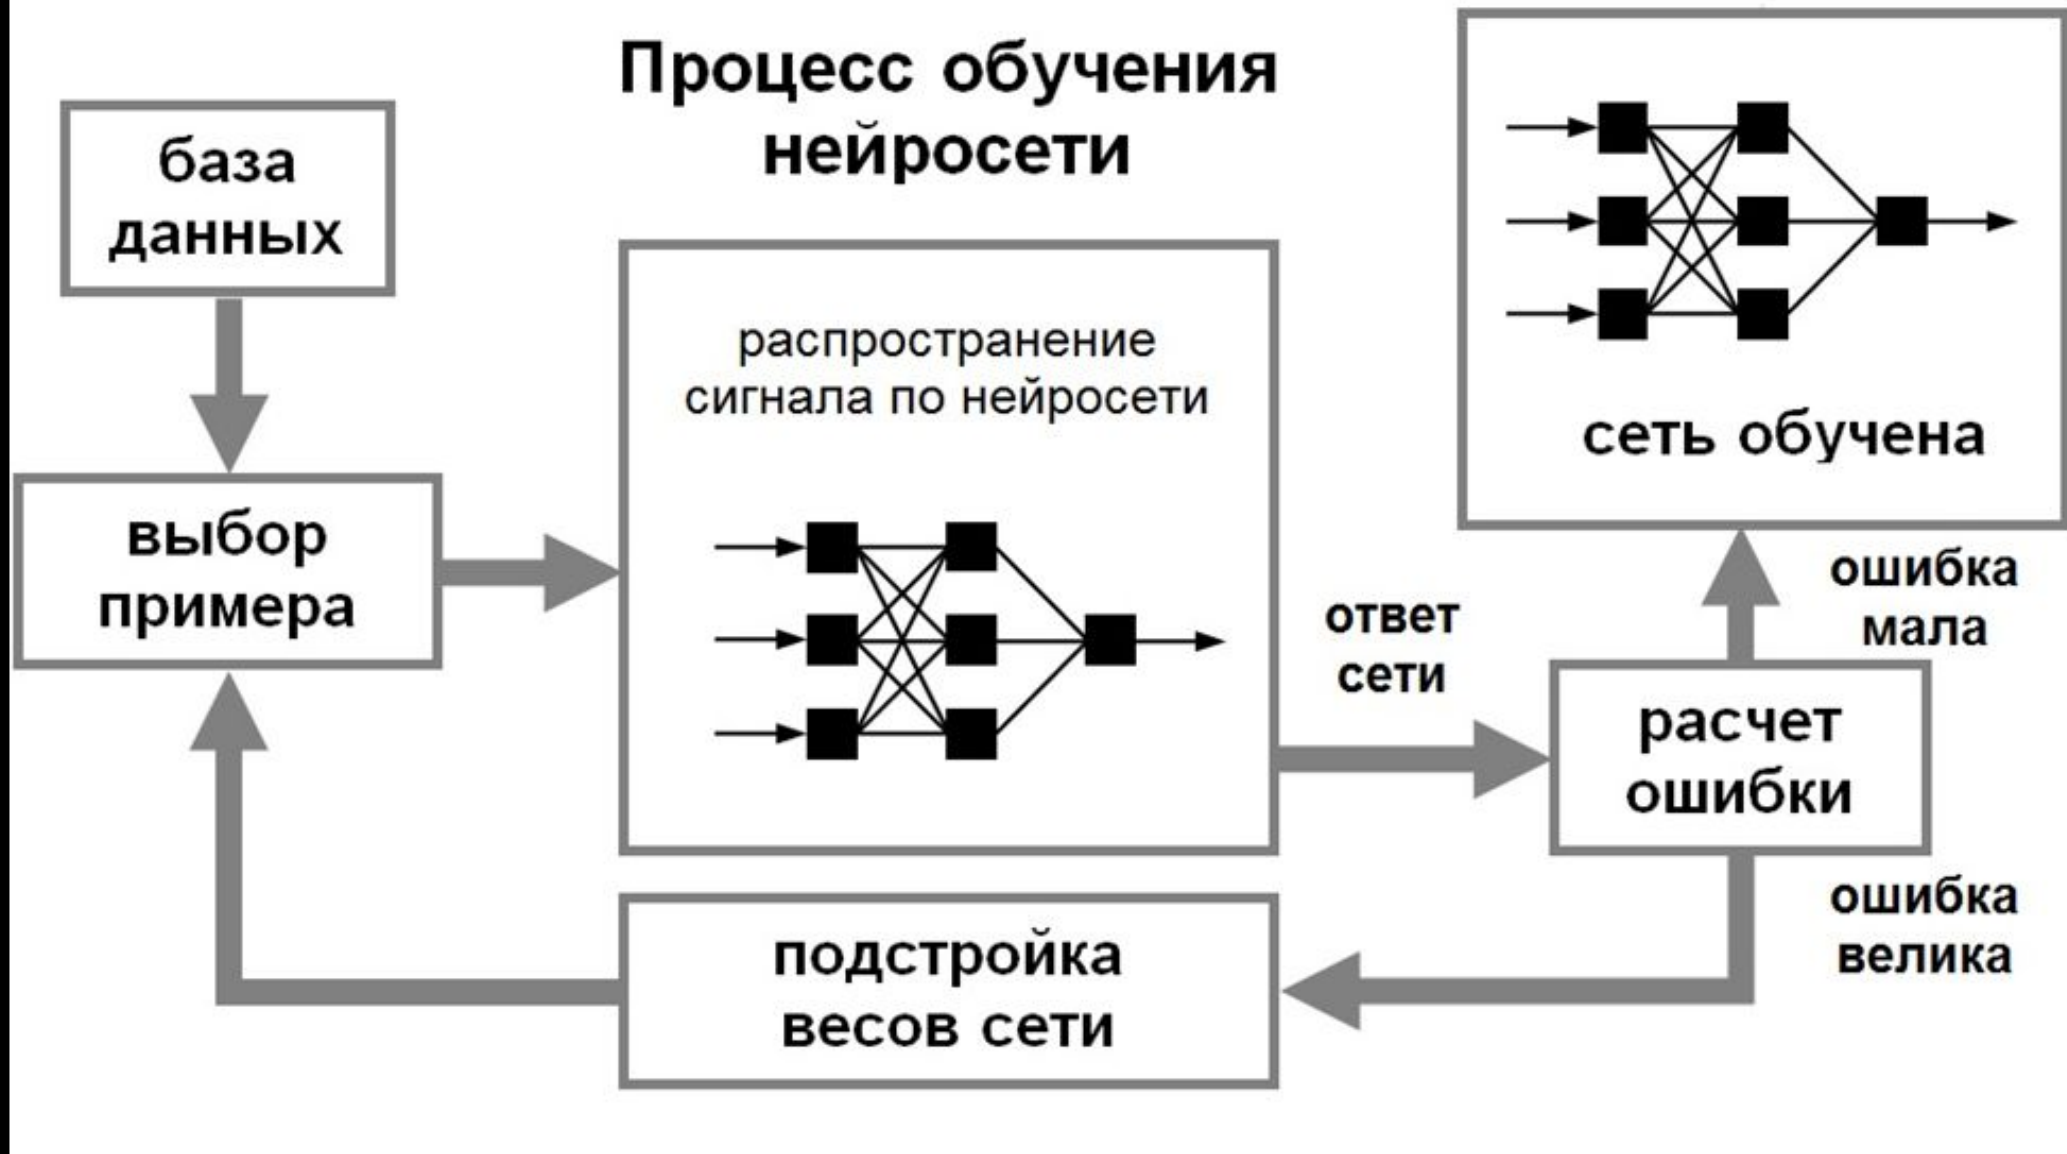 Процесс обучения
нейросети
база
данных
выбор
примера
распространение
сигнала по нейросети
ответ
сети
расчет
ошибки
ошибка
мала
сеть обучена
ошибка
велика
подстройка
весов сети